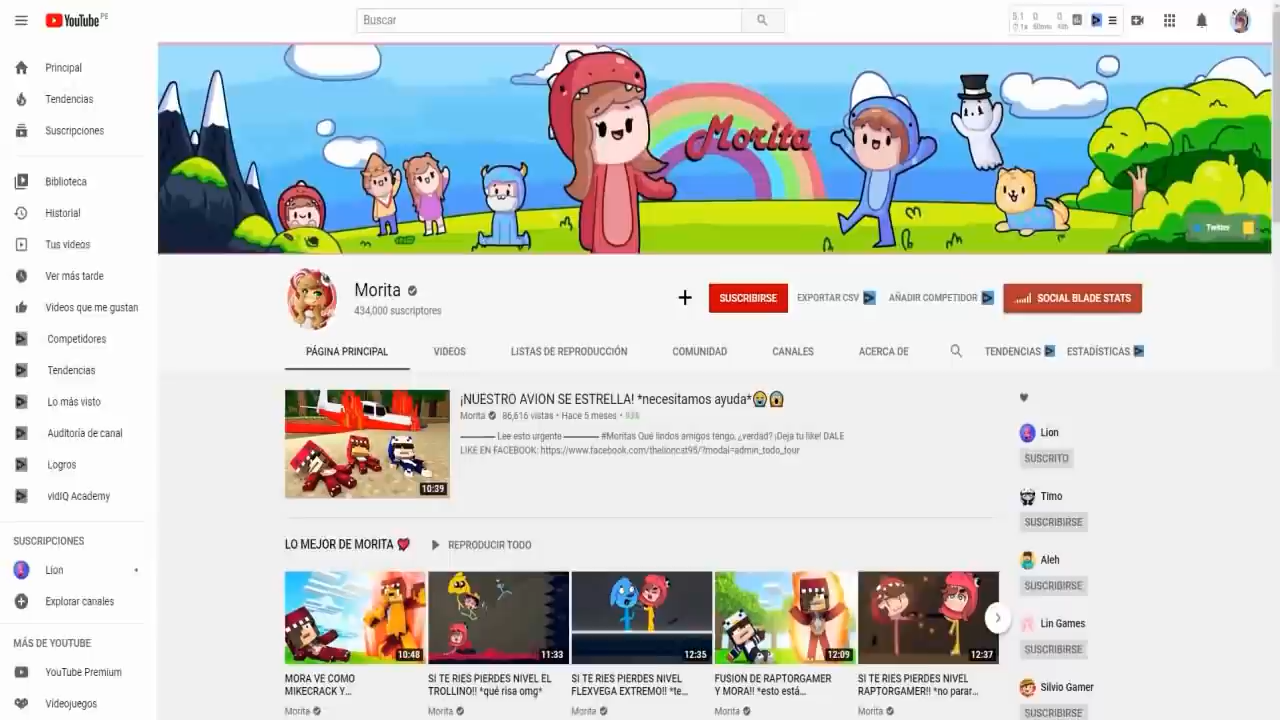 YouTube PE
Buscar
5.1 0 0
Principal
Tendencias
Suscripciones
Biblioteca
Historial
Tus videos
Ver más tarde
Videos que me gustan
Competidores
Tendencias
Lo más visto
Auditoría de canal
Logros
vidIQ Academy
SUSCRIPCIONES
Lion
Explorar canales
MÁS DE YOUTUBE
YouTube Premium
Videojuegos
Morita
Twitter
Morita
434,000 suscriptores
+ SUSCRIBIRSE EXPORTAR CSV AÑADIR COMPETIDOR SOCIAL BLADE STATS
PÁGINA PRINCIPAL VIDEOS LISTAS DE REPRODUCCIÓN COMUNIDAD CANALES ACERCA DE TENDENCIAS ESTADÍSTICAS
¡NUESTRO AVION SE ESTRELLA! *necesitamos ayuda*😭😱
Morita 86,616 vistas • Hace 5 meses • 93%
Lee esto urgente ———— #Moritas Qué lindos amigos tengo, ¿verdad? ¡Deja tu like! DALE
LIKE EN FACEBOOK: https://www.facebook.com/thelioncat95/?modal=admin_todo_tour
10:39
LO MEJOR DE MORITA 💘 REPRODUCIR TODO
10:48
11:33
12:35
12:09
12:37
MORA VE COMO
MIKECRACK Y...
Morita
SI TE RIES PIERDES NIVEL EL
TROLLINO!! *qué risa omg*
Morita
SI TE RIES PIERDES NIVEL
FLEXVEGA EXTREMO!! *te...
Morita
FUSION DE RAPTORGAMER
Y MORA!! *esto está...
Morita
SI TE RIES PIERDES NIVEL
RAPTORGAMER!! *no parar...
Morita
♥
Lion
SUSCRITO
Timo
SUSCRIBIRSE
Aleh
SUSCRIBIRSE
Lin Games
SUSCRIBIRSE
Silvio Gamer
SUSCRIBIRSE